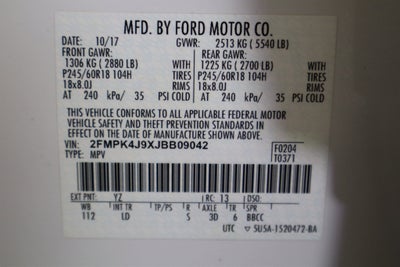 MFD. BY FORD MOTOR CO.
DATE: 10/17 GVWR: 2513 KG ( 5540 LB)
FRONT GAWR: REAR GAWR:
1306 KG ( 2880 LB) WITH 1225 KG ( 2700 LB) WITH
P245/60R18 104H TIRES P245/60R18 104H TIRES
18x8.0J RIMS 18x8.0J RIMS
AT 240 kPa/ 35 PSI COLD AT 240 kPa/ 35 PSI COLD
THIS VEHICLE CONFORMS TO ALL APPLICABLE FEDERAL MOTOR
VEHICLE SAFETY AND THEFT PREVENTION STANDARDS IN
EFFECT ON THE DATE OF MANUFACTURE SHOWN ABOVE.
VIN: 2FMPK4J9XJBB09042 F0204
TYPE: MPV T0371
EXT PNT: YZ RC: 13 DSO:
WB INT TR TP/PS R AXLE TR SPR
112 LD S 3D 6 BBCC
UTC ▽ 5U5A-1520472-BA